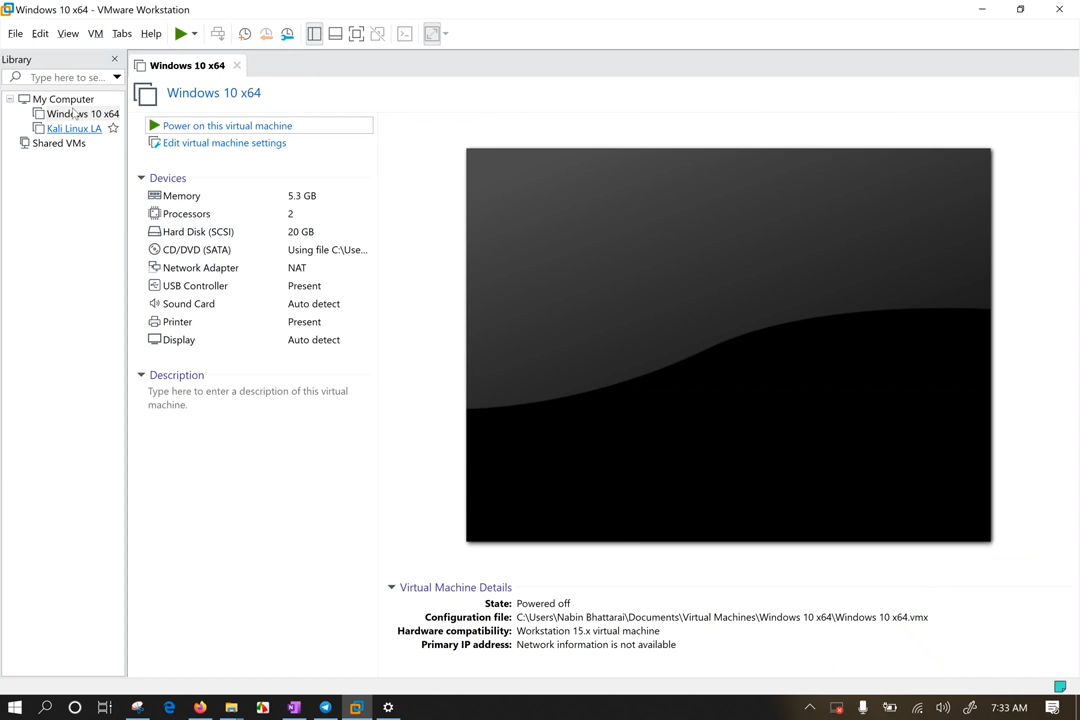 Windows 10 x64 - VMware Workstation
File Edit View VM Tabs Help
Library
Type here to se...
My Computer
Windows 10 x64
Kali Linux LA
Shared VMs
Windows 10 x64
Windows 10 x64
Power on this virtual machine
Edit virtual machine settings
Devices
Memory 5.3 GB
Processors 2
Hard Disk (SCSI) 20 GB
CD/DVD (SATA) Using file C:\Use...
Network Adapter NAT
USB Controller Present
Sound Card Auto detect
Printer Present
Display Auto detect
Description
Type here to enter a description of this virtual
machine.
Virtual Machine Details
State: Powered off
Configuration file: C:\Users\Nabin Bhattarai\Documents\Virtual Machines\Windows 10 x64\Windows 10 x64.vmx
Hardware compatibility: Workstation 15.x virtual machine
Primary IP address: Network information is not available
7:33 AM